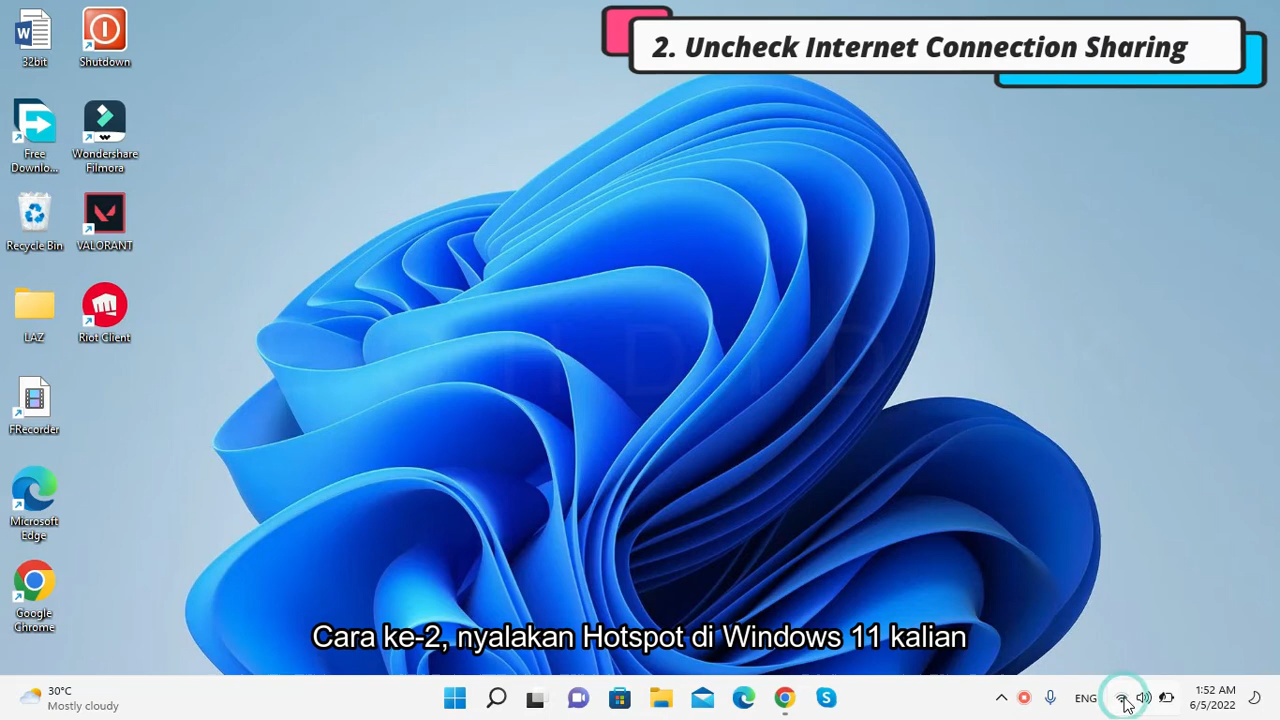 2. Uncheck Internet Connection Sharing
32bit
Shutdown
Free
Downlo...
Wondershare
Filmora
Recycle Bin
VALORANT
LAZ
Riot Client
FRecorder
Microsoft
Edge
Google
Chrome
Cara ke-2, nyalakan Hotspot di Windows 11 kalian
30°C
Mostly cloudy
ENG
1:52 AM
6/5/2022